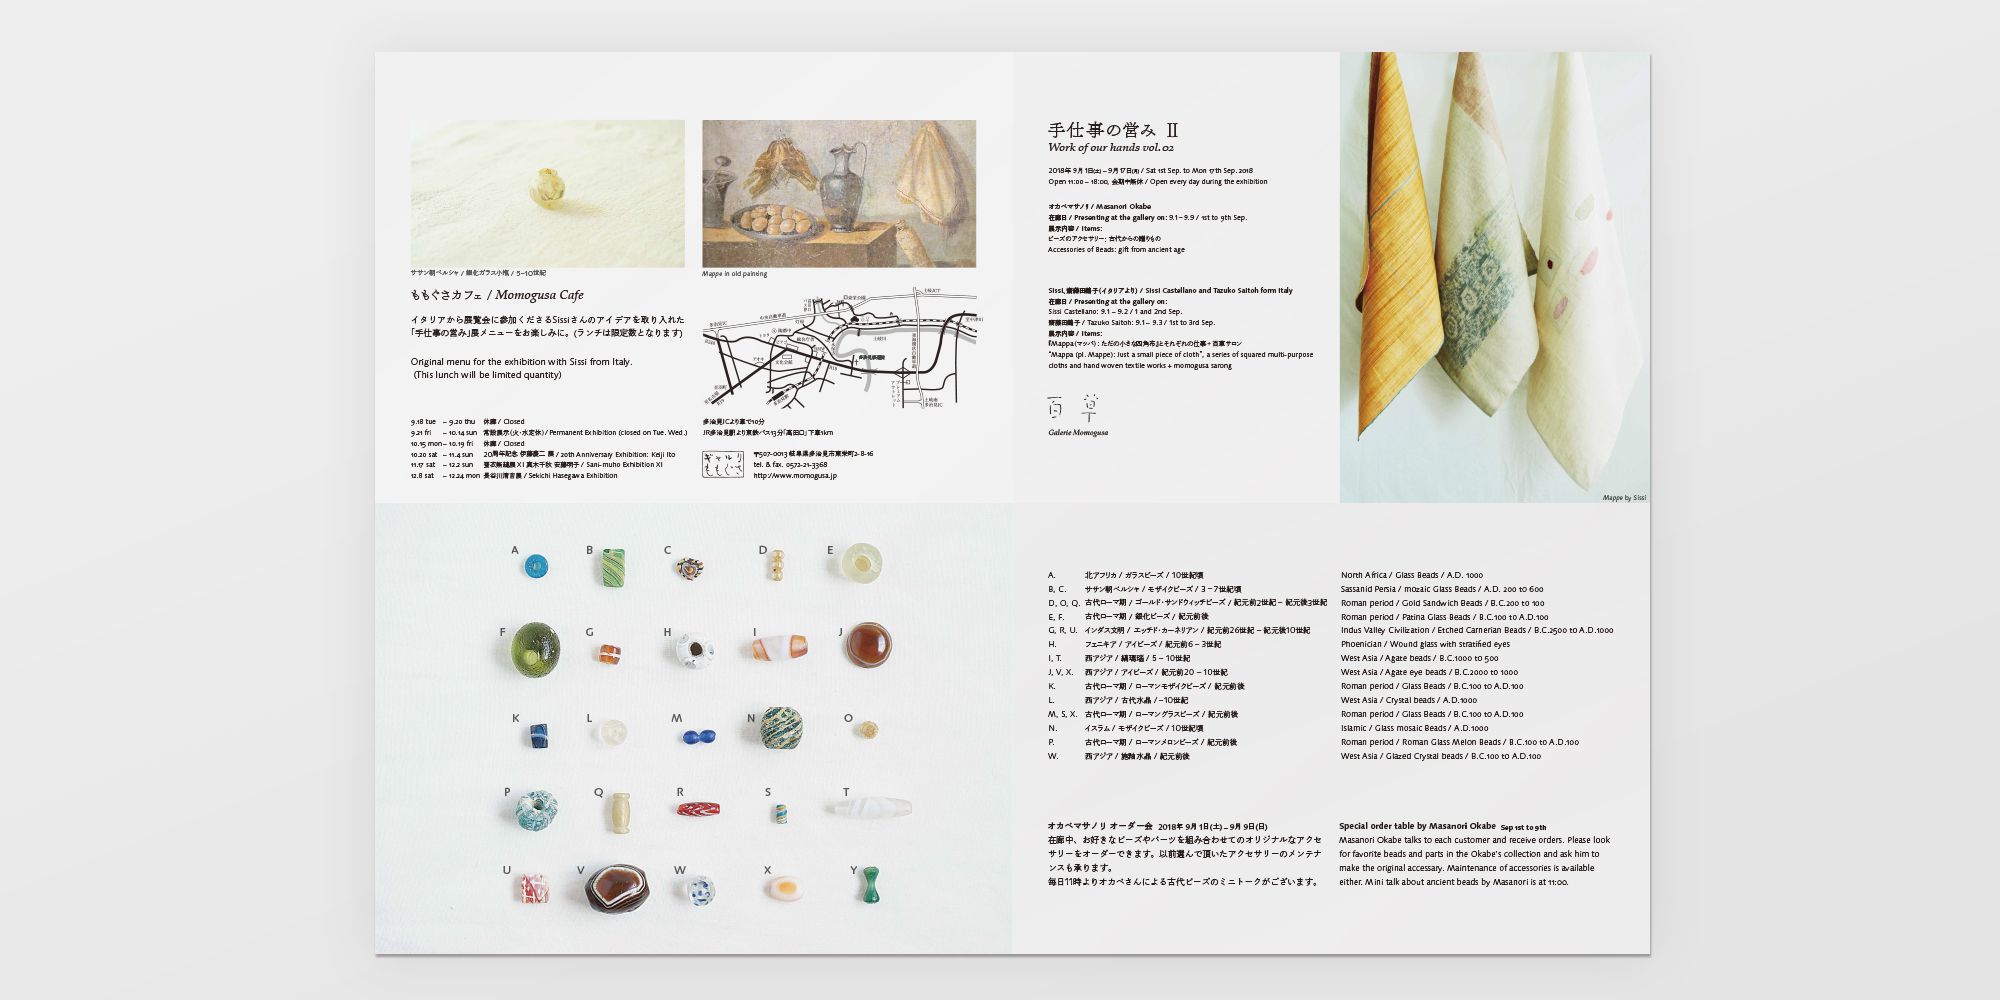 ササン朝ペルシャ / 銀化ガラス小瓶 / 5–10世紀
Mappe in old painting
ももぐさカフェ / Momogusa Cafe
イタリアから展覧会に参加くださるSissiさんのアイデアを取り入れた
「手仕事の営み」展メニューをお楽しみに。(ランチは限定数となります)
Original menu for the exhibition with Sissi from Italy.
(This lunch will be limited quantity)
9.18 tue – 9.20 thu 休廊 / Closed
9.21 fri – 10.14 sun 常設展示(火・水定休) / Permanent Exhibition (closed on Tue. Wed.)
10.15 mon – 10.19 fri 休廊 / Closed
10.20 sat – 11.4 sun 20周年記念 伊藤慶二 展 / 20th Anniversary Exhibition: Keiji Ito
11.17 sat – 12.2 sun 蓑衣無縫展XI 真木千秋 安藤明子 / Sani-muho Exhibition XI
12.8 sat – 12.24 mon 長谷川清吉展 / Sekichi Hasegawa Exhibition
多治見ICより車で10分
JR多治見駅より東鉄バス13分「高田口」下車1km
ギャルリ
ももぐさ
〒507-0013 岐阜県多治見市東栄町2-8-16
tel. & fax. 0572-21-3368
http://www.momogusa.jp
手仕事の営み Ⅱ
Work of our hands vol.02
2018年 9月 1日(土) – 9月 17日(月) / Sat 1st Sep. to Mon 17th Sep. 2018
Open 11:00 – 18:00, 会期中無休 / Open every day during the exhibition
オカベマサノリ / Masanori Okabe
在廊日 / Presenting at the gallery on: 9.1 – 9.9 / 1st to 9th Sep.
展示内容 / Items:
ビーズのアクセサリー: 古代からの贈りもの
Accessories of Beads: gift from ancient age
Sissi, 齋藤田鶴子(イタリアより) / Sissi Castellano and Tazuko Saitoh form Italy
在廊日 / Presenting at the gallery on:
Sissi Castellano: 9.1 – 9.2 / 1 and 2nd Sep.
齋藤田鶴子 / Tazuko Saitoh: 9.1 – 9.3 / 1st to 3rd Sep.
展示内容 / Items:
『Mappa(マッパ) : ただの小さな四角布』とそれぞれの仕事+百草サロン
"Mappa (pl. Mappe): Just a small piece of cloth", a series of squared multi-purpose
cloths and hand woven textile works + momogusa sarong
百草
Galerie Momogusa
Mappe by Sissi
A B C D E
F G H I J
K L M N O
P Q R S T
U V W X Y
A. 北アフリカ / ガラスビーズ / 10世紀頃 North Africa / Glass Beads / A.D. 1000
B, C. ササン朝ペルシャ / モザイクビーズ / 3 – 7世紀頃 Sassanid Persia / mozaic Glass Beads / A.D. 200 to 600
D, O, Q. 古代ローマ期 / ゴールド・サンドウィッチビーズ / 紀元前2世紀 – 紀元後3世紀 Roman period / Gold Sandwich Beads / B.C.200 to 100
E, F. 古代ローマ期 / 銀化ビーズ / 紀元前後 Roman period / Patina Glass Beads / B.C.100 to A.D.100
G, R, U. インダス文明 / エッチド・カーネリアン / 紀元前26世紀 – 紀元後10世紀 Indus Valley Civilization / Etched Carnerian Beads / B.C.2500 to A.D.1000
H. フェニキア / アイビーズ / 紀元前6 – 3世紀 Phoenician / Wound glass with stratified eyes
I, T. 西アジア / 縞瑪瑙 / 5 – 10世紀 West Asia / Agate beads / B.C.1000 to 500
J, V, X. 西アジア / アイビーズ / 紀元前20 – 10世紀 West Asia / Agate eye beads / B.C.2000 to 1000
K. 古代ローマ期 / ローマンモザイクビーズ / 紀元前後 Roman period / Glass Beads / B.C.100 to A.D.100
L. 西アジア / 古代水晶 / –10世紀 West Asia / Crystal beads / A.D.1000
M, S, X. 古代ローマ期 / ローマングラスビーズ / 紀元前後 Roman period / Glass Beads / B.C.100 to A.D.100
N. イスラム / モザイクビーズ / 10世紀頃 Islamic / Glass mosaic Beads / A.D.1000
P. 古代ローマ期 / ローマンメロンビーズ / 紀元前後 Roman period / Roman Glass Melon Beads / B.C.100 to A.D.100
W. 西アジア / 施釉水晶 / 紀元前後 West Asia / Glazed Crystal beads / B.C.100 to A.D.100
オカベマサノリ オーダー会 2018年 9月 1日(土) – 9月 9日(日)
在廊中、お好きなビーズやパーツを組み合わせてのオリジナルなアクセ
サリーをオーダーできます。以前選んで頂いたアクセサリーのメンテナ
ンスも承ります。
毎日11時よりオカベさんによる古代ビーズのミニトークがございます。
Special order table by Masanori Okabe Sep 1st to 9th
Masanori Okabe talks to each customer and receive orders. Please look
for favorite beads and parts in the Okabe's collection and ask him to
make the original accessary. Maintenance of accessories is available
either. Mini talk about ancient beads by Masanori is at 11:00.